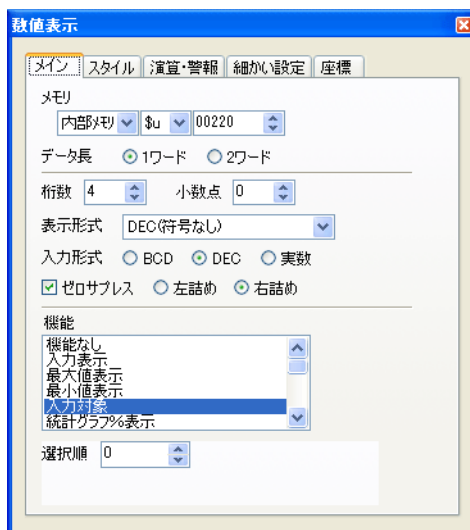 数値表示
メイン スタイル 演算・警報 細かい設定 座標
メモリ
内部メモリ $u 00220
データ長 1ワード 2ワード
桁数 4 小数点 0
表示形式 DEC(符号なし)
入力形式 BCD DEC 実数
ゼロサプレス 左詰め 右詰め
機能
機能なし
入力表示
最大値表示
最小値表示
入力対象
統計グラフ%表示
選択順 0